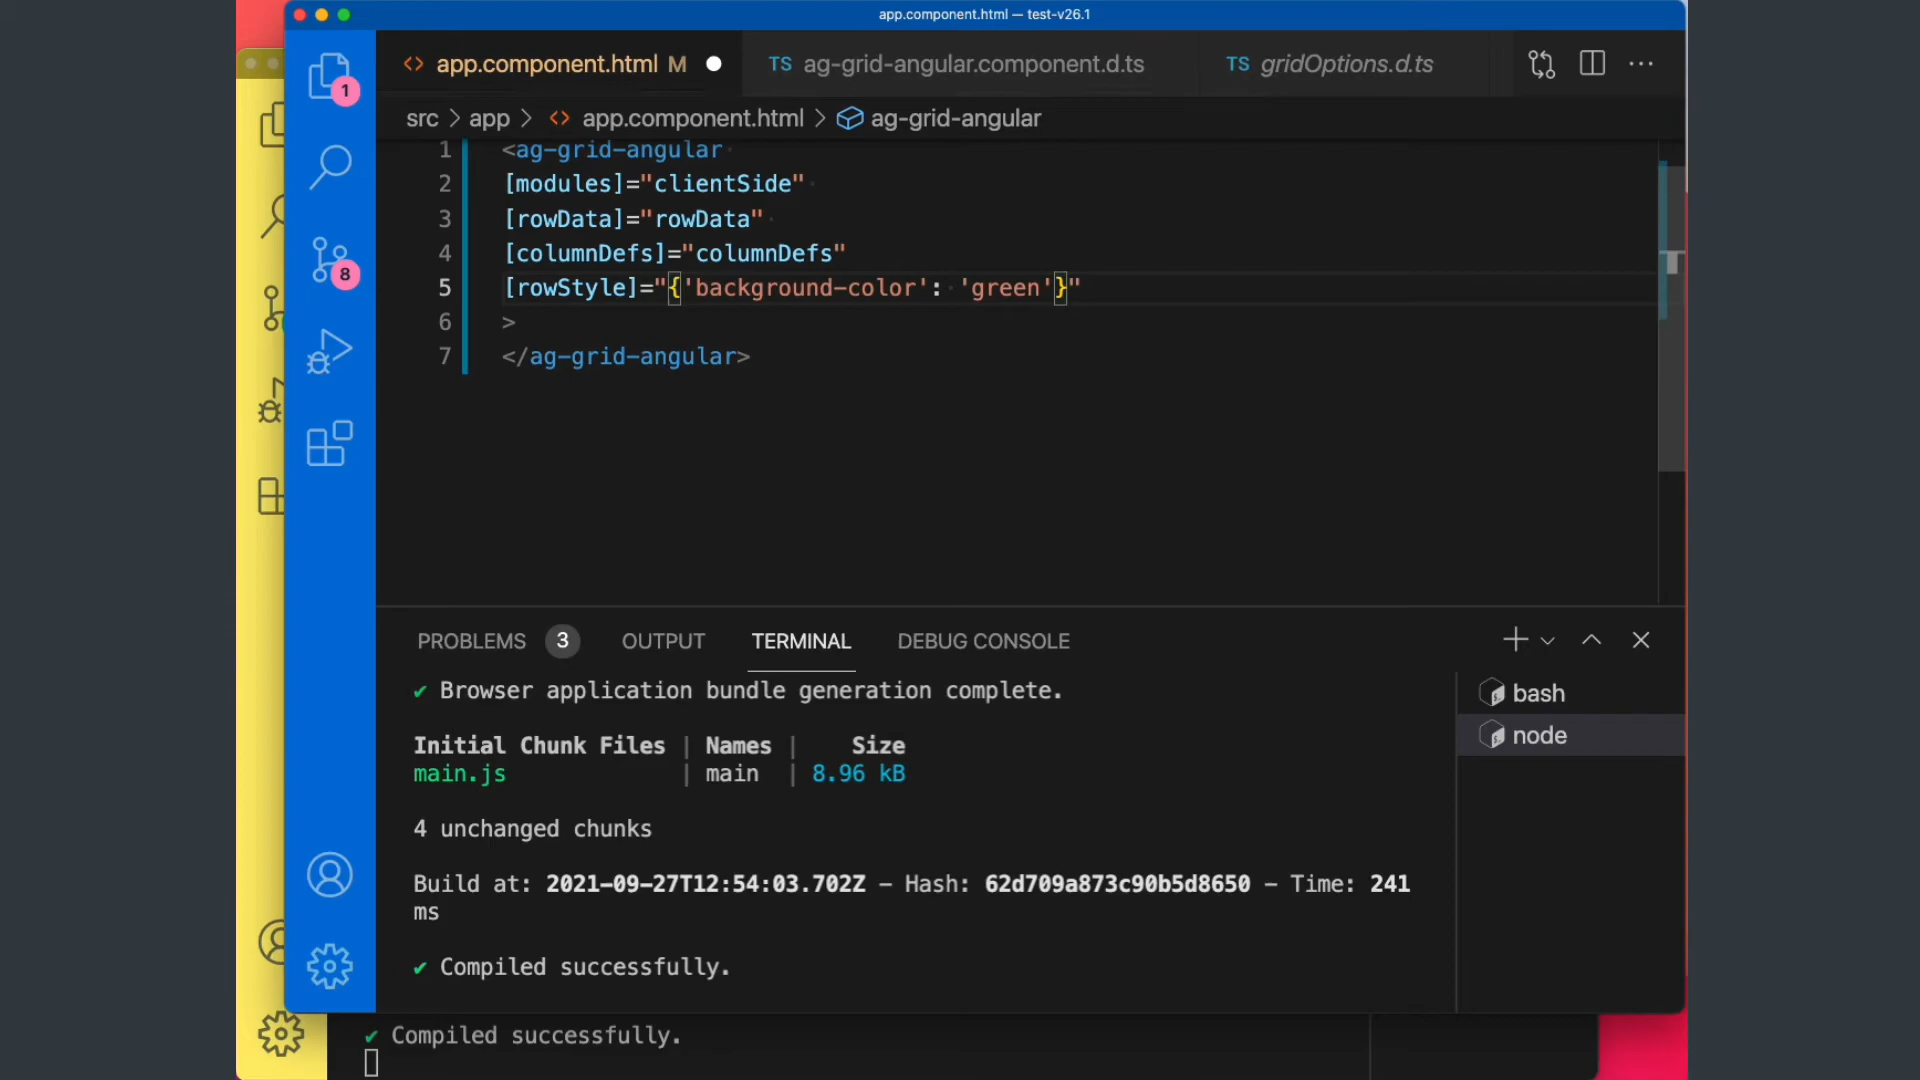 app.component.html — test-v26.1
<> app.component.html M
TS ag-grid-angular.component.d.ts
TS gridOptions.d.ts
...
1
src > app > <> app.component.html > ag-grid-angular
1 <ag-grid-angular
2 [modules]="clientSide"
3 [rowData]="rowData"
4 [columnDefs]="columnDefs"
5 [rowStyle]="{'background-color': 'green'}"
6 >
7 </ag-grid-angular>
8
PROBLEMS 3 OUTPUT TERMINAL DEBUG CONSOLE
✔ Browser application bundle generation complete.
Initial Chunk Files | Names | Size
main.js | main | 8.96 kB
4 unchanged chunks
Build at: 2021-09-27T12:54:03.702Z - Hash: 62d709a873c90b5d8650 - Time: 241
ms
✔ Compiled successfully.
bash
node
✔ Compiled successfully.